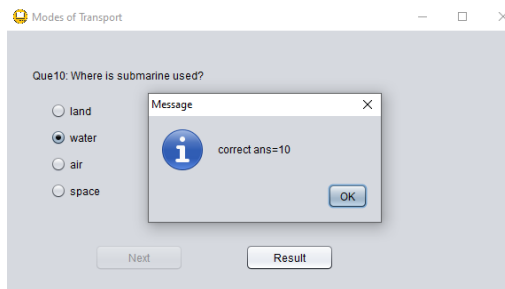 Modes of Transport
Que10: Where is submarine used?
land
water
air
space
Message
correct ans=10
OK
Next
Result